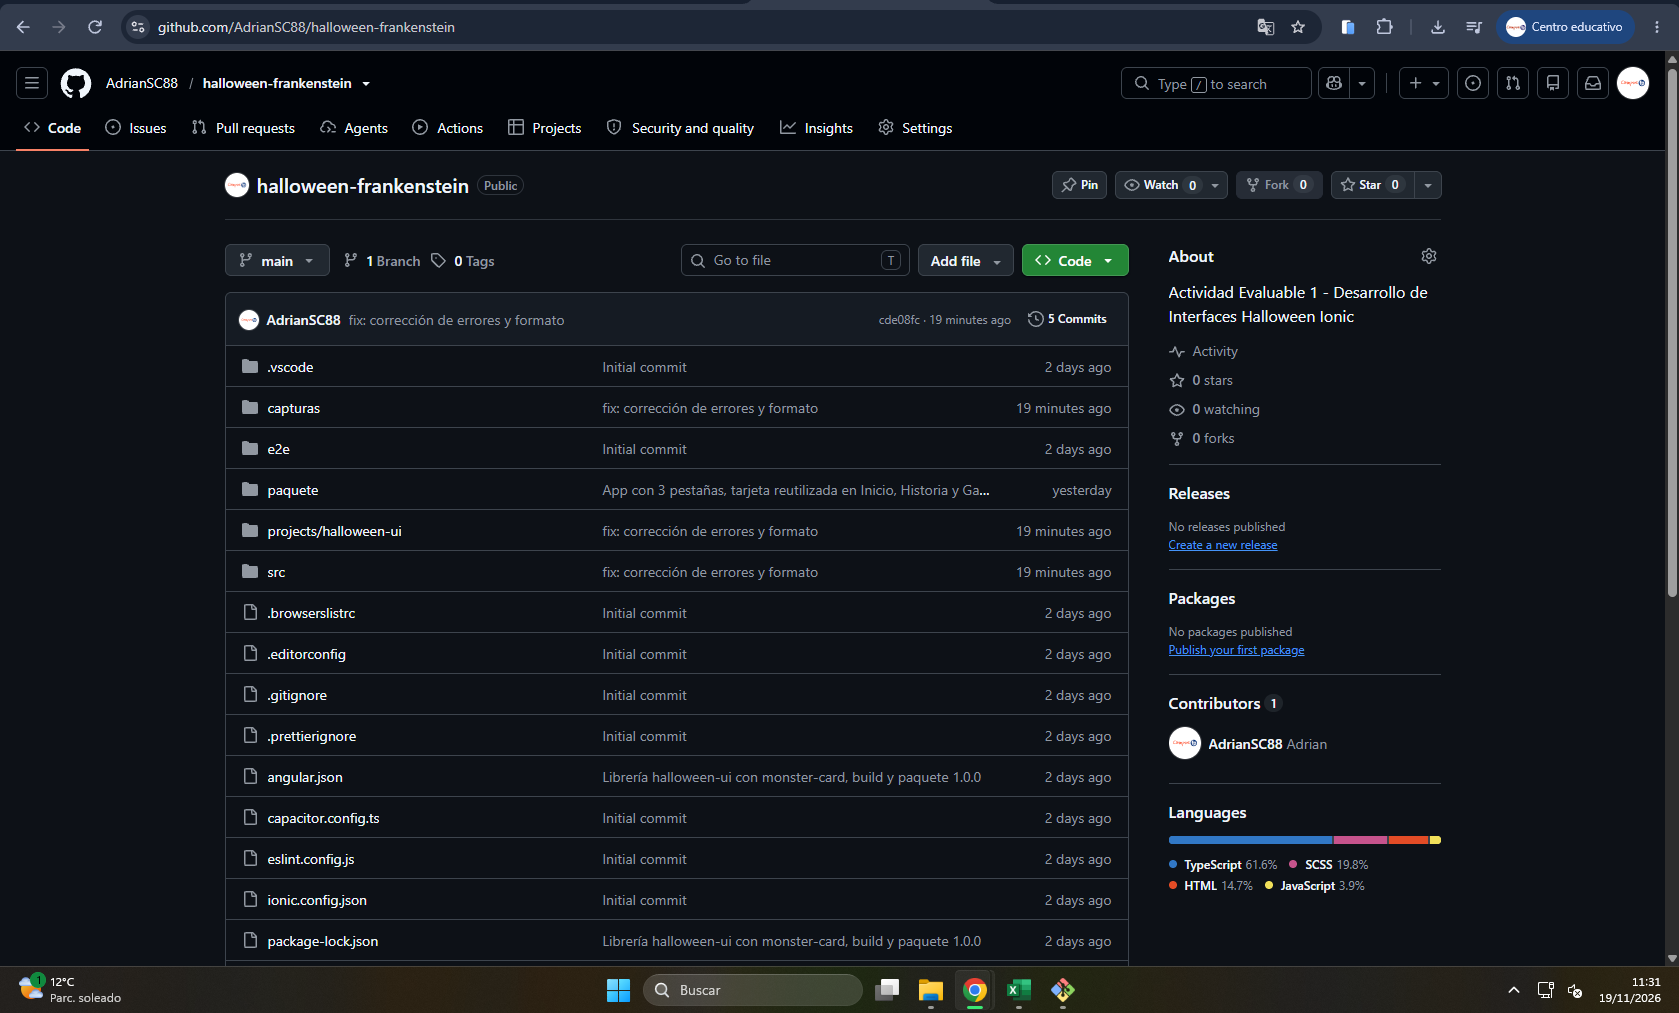 github.com/AdrianSC88/halloween-frankenstein
Centro educativo
AdrianSC88 / halloween-frankenstein
Type / to search
Code Issues Pull requests Agents Actions Projects Security and quality Insights Settings
halloween-frankenstein Public
Pin Watch 0 Fork 0 Star 0
main 1 Branch 0 Tags Go to file T Add file Code
AdrianSC88 fix: corrección de errores y formato cde08fc · 19 minutes ago 5 Commits
.vscode Initial commit 2 days ago
capturas fix: corrección de errores y formato 19 minutes ago
e2e Initial commit 2 days ago
paquete App con 3 pestañas, tarjeta reutilizada en Inicio, Historia y Ga... yesterday
projects/halloween-ui fix: corrección de errores y formato 19 minutes ago
src fix: corrección de errores y formato 19 minutes ago
.browserslistrc Initial commit 2 days ago
.editorconfig Initial commit 2 days ago
.gitignore Initial commit 2 days ago
.prettierignore Initial commit 2 days ago
angular.json Librería halloween-ui con monster-card, build y paquete 1.0.0 2 days ago
capacitor.config.ts Initial commit 2 days ago
eslint.config.js Initial commit 2 days ago
ionic.config.json Initial commit 2 days ago
package-lock.json Librería halloween-ui con monster-card, build y paquete 1.0.0 2 days ago
About
Actividad Evaluable 1 - Desarrollo de
Interfaces Halloween Ionic
Activity
0 stars
0 watching
0 forks
Releases
No releases published
Create a new release
Packages
No packages published
Publish your first package
Contributors 1
AdrianSC88 Adrian
Languages
TypeScript 61.6% SCSS 19.8%
HTML 14.7% JavaScript 3.9%
1
12°C
Parc. soleado
Buscar
11:31
19/11/2026